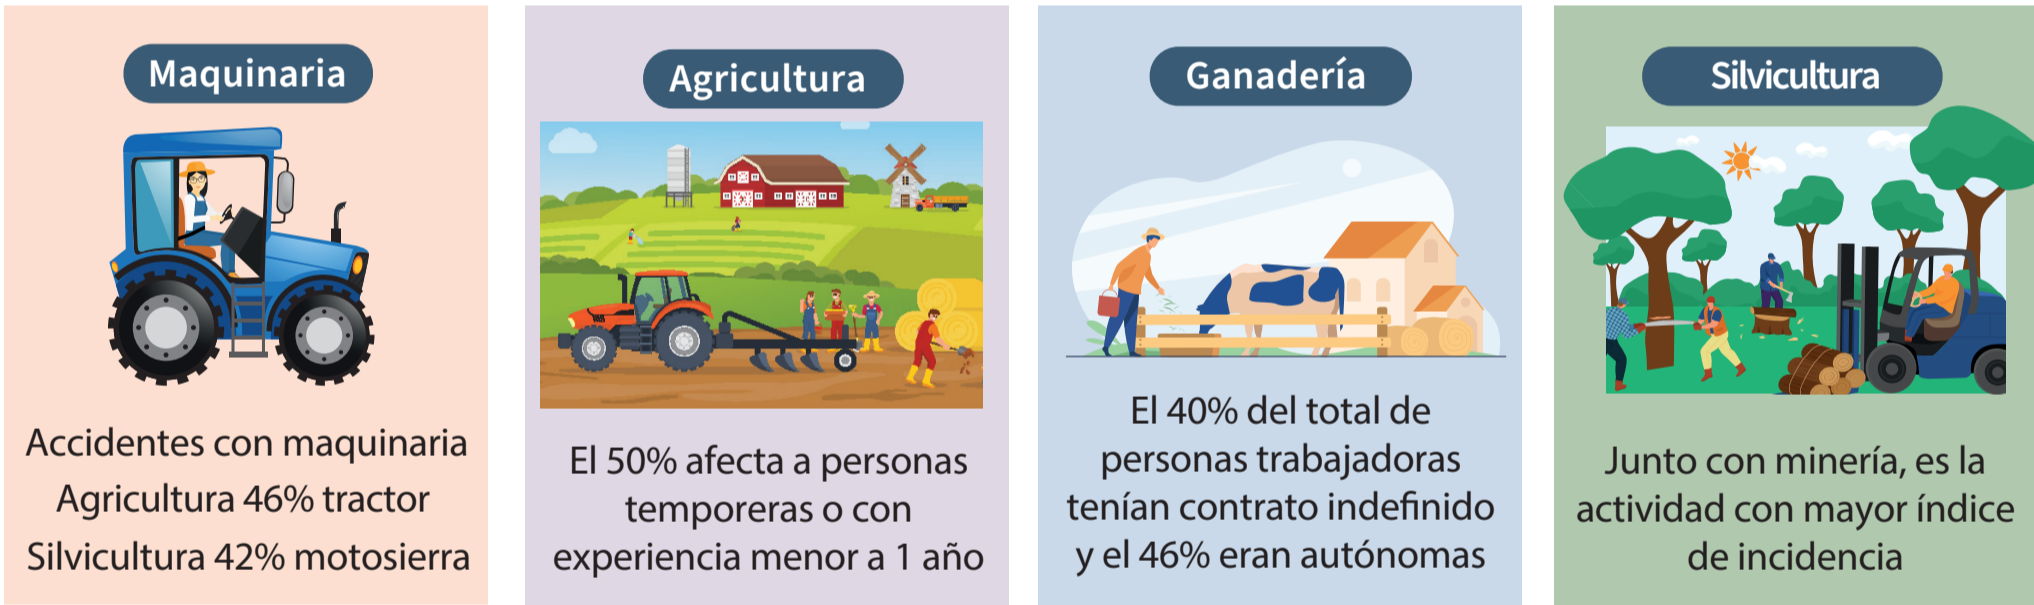 Maquinaria
Accidentes con maquinaria
Agricultura 46% tractor
Silvicultura 42% motosierra
Agricultura
El 50% afecta a personas
temporeras o con
experiencia menor a 1 año
Ganadería
El 40% del total de
personas trabajadoras
tenían contrato indefinido
y el 46% eran autónomas
Silvicultura
Junto con minería, es la
actividad con mayor índice
de incidencia